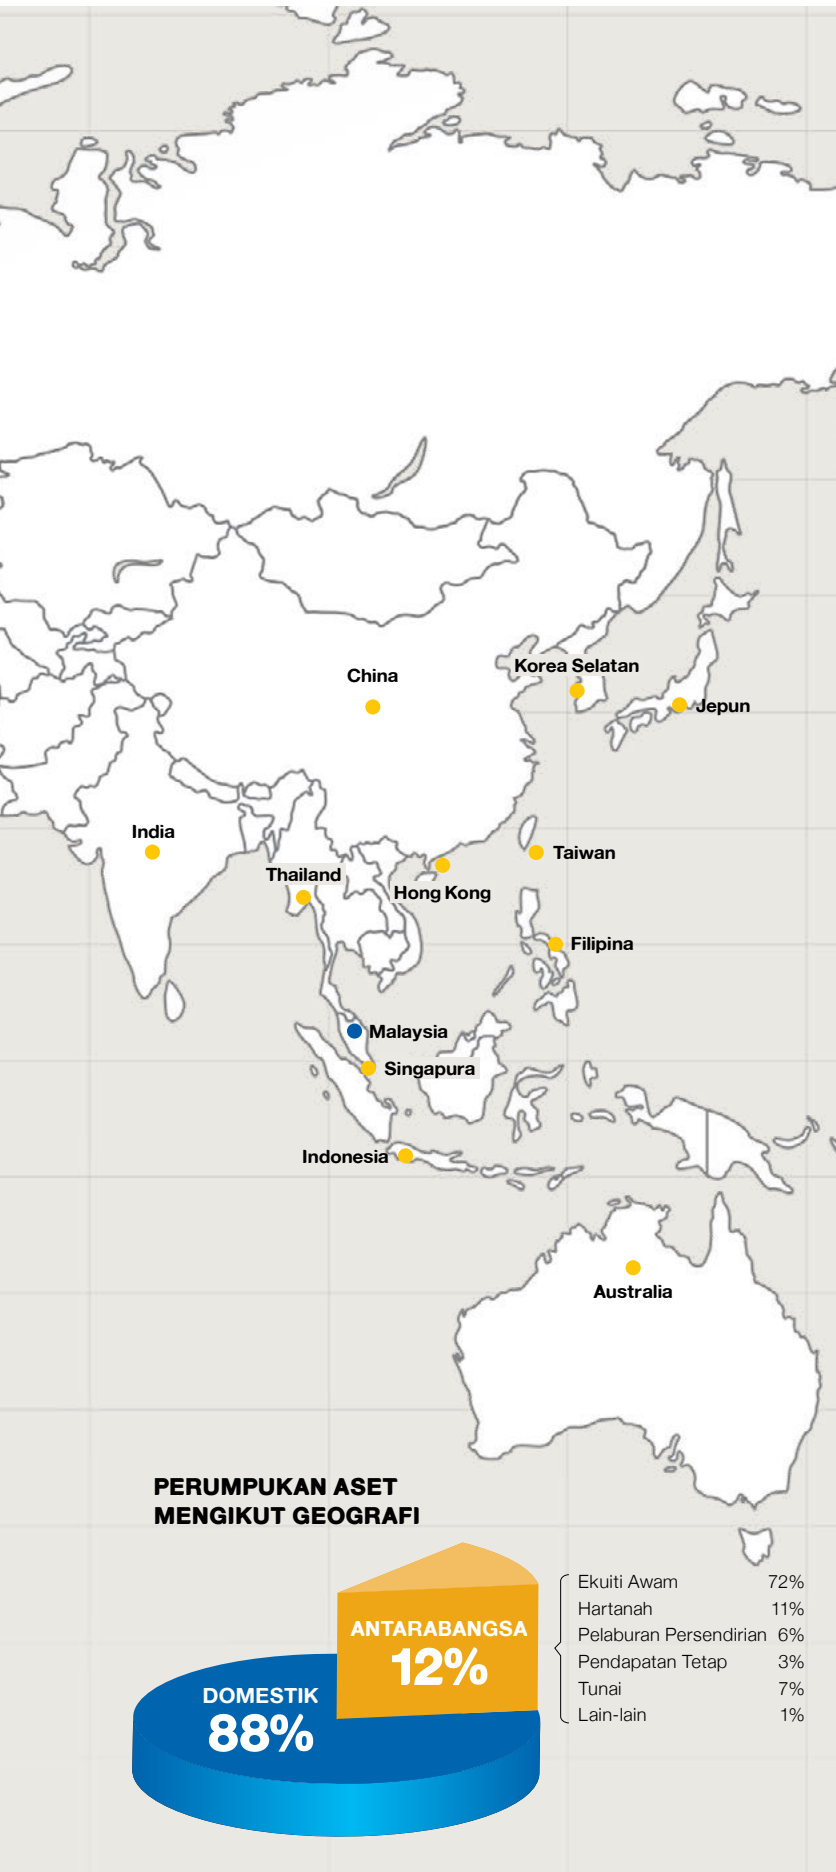 Korea Selatan
China
Jepun
India
Taiwan
Thailand
Hong Kong
Filipina
Malaysia
Singapura
Indonesia
Australia
PERUMPUKAN ASET
MENGIKUT GEOGRAFI
ANTARABANGSA
12%
DOMESTIK
88%
Ekuiti Awam 72%
Hartanah 11%
Pelaburan Persendirian 6%
Pendapatan Tetap 3%
Tunai 7%
Lain-lain 1%